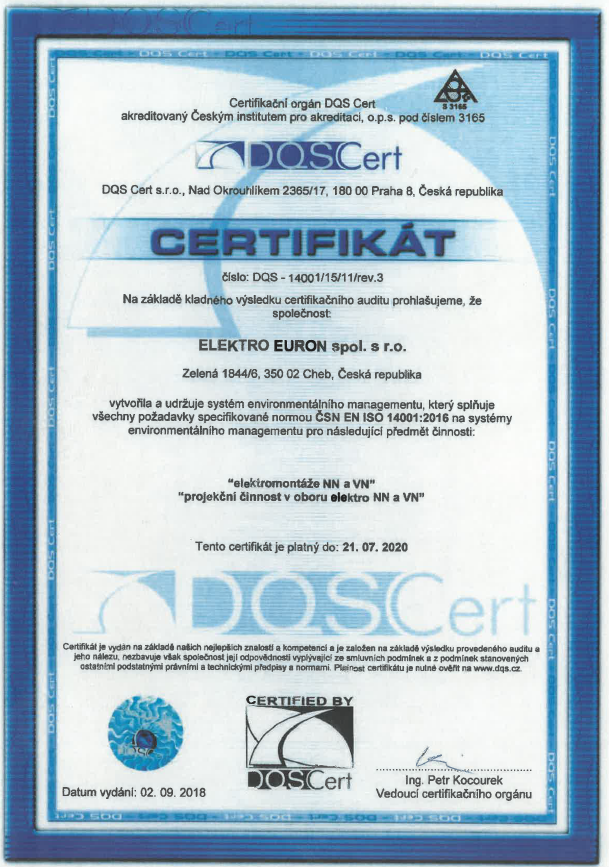 Certifikační orgán DQS Cert
akreditovaný Českým institutem pro akreditaci, o.p.s. pod číslem 3165
S 3165
DQSCert
DQS Cert s.r.o., Nad Okrouhlíkem 2365/17, 180 00 Praha 8, Česká republika
CERTIFIKÁT
číslo: DQS - 14001/15/11/rev.3
Na základě kladného výsledku certifikačního auditu prohlašujeme, že
společnost:
ELEKTRO EURON spol. s r.o.
Zelená 1844/6, 350 02 Cheb, Česká republika
vytvořila a udržuje systém environmentálního managementu, který splňuje
všechny požadavky specifikované normou ČSN EN ISO 14001:2016 na systémy
environmentálního managementu pro následující předmět činnosti:
"elektromontáže NN a VN"
"projekční činnost v oboru elektro NN a VN"
Tento certifikát je platný do: 21. 07. 2020
DQSCert
Certifikát je vydán na základě našich nejlepších znalostí a kompetencí a je založen na základě výsledku provedeného auditu a
jeho nálezu, nezbavuje však společnost její odpovědnosti vyplývající ze smluvních podmínek a z podmínek stanovených
ostatními podstatnými právními a technickými předpisy a normami. Platnost certifikátu je nutné ověřit na www.dqs.cz.
CERTIFIED BY
DQSCert
Datum vydání: 02. 09. 2018
Ing. Petr Kocourek
Vedoucí certifikačního orgánu